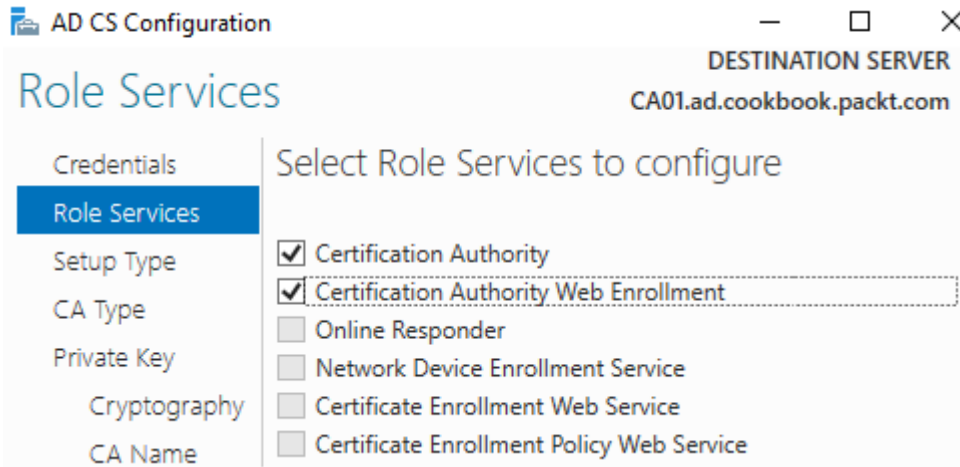 AD CS Configuration
DESTINATION SERVER
CA01.ad.cookbook.packt.com
Role Services
Credentials
Role Services
Setup Type
CA Type
Private Key
Cryptography
CA Name
Select Role Services to configure
Certification Authority
Certification Authority Web Enrollment
Online Responder
Network Device Enrollment Service
Certificate Enrollment Web Service
Certificate Enrollment Policy Web Service